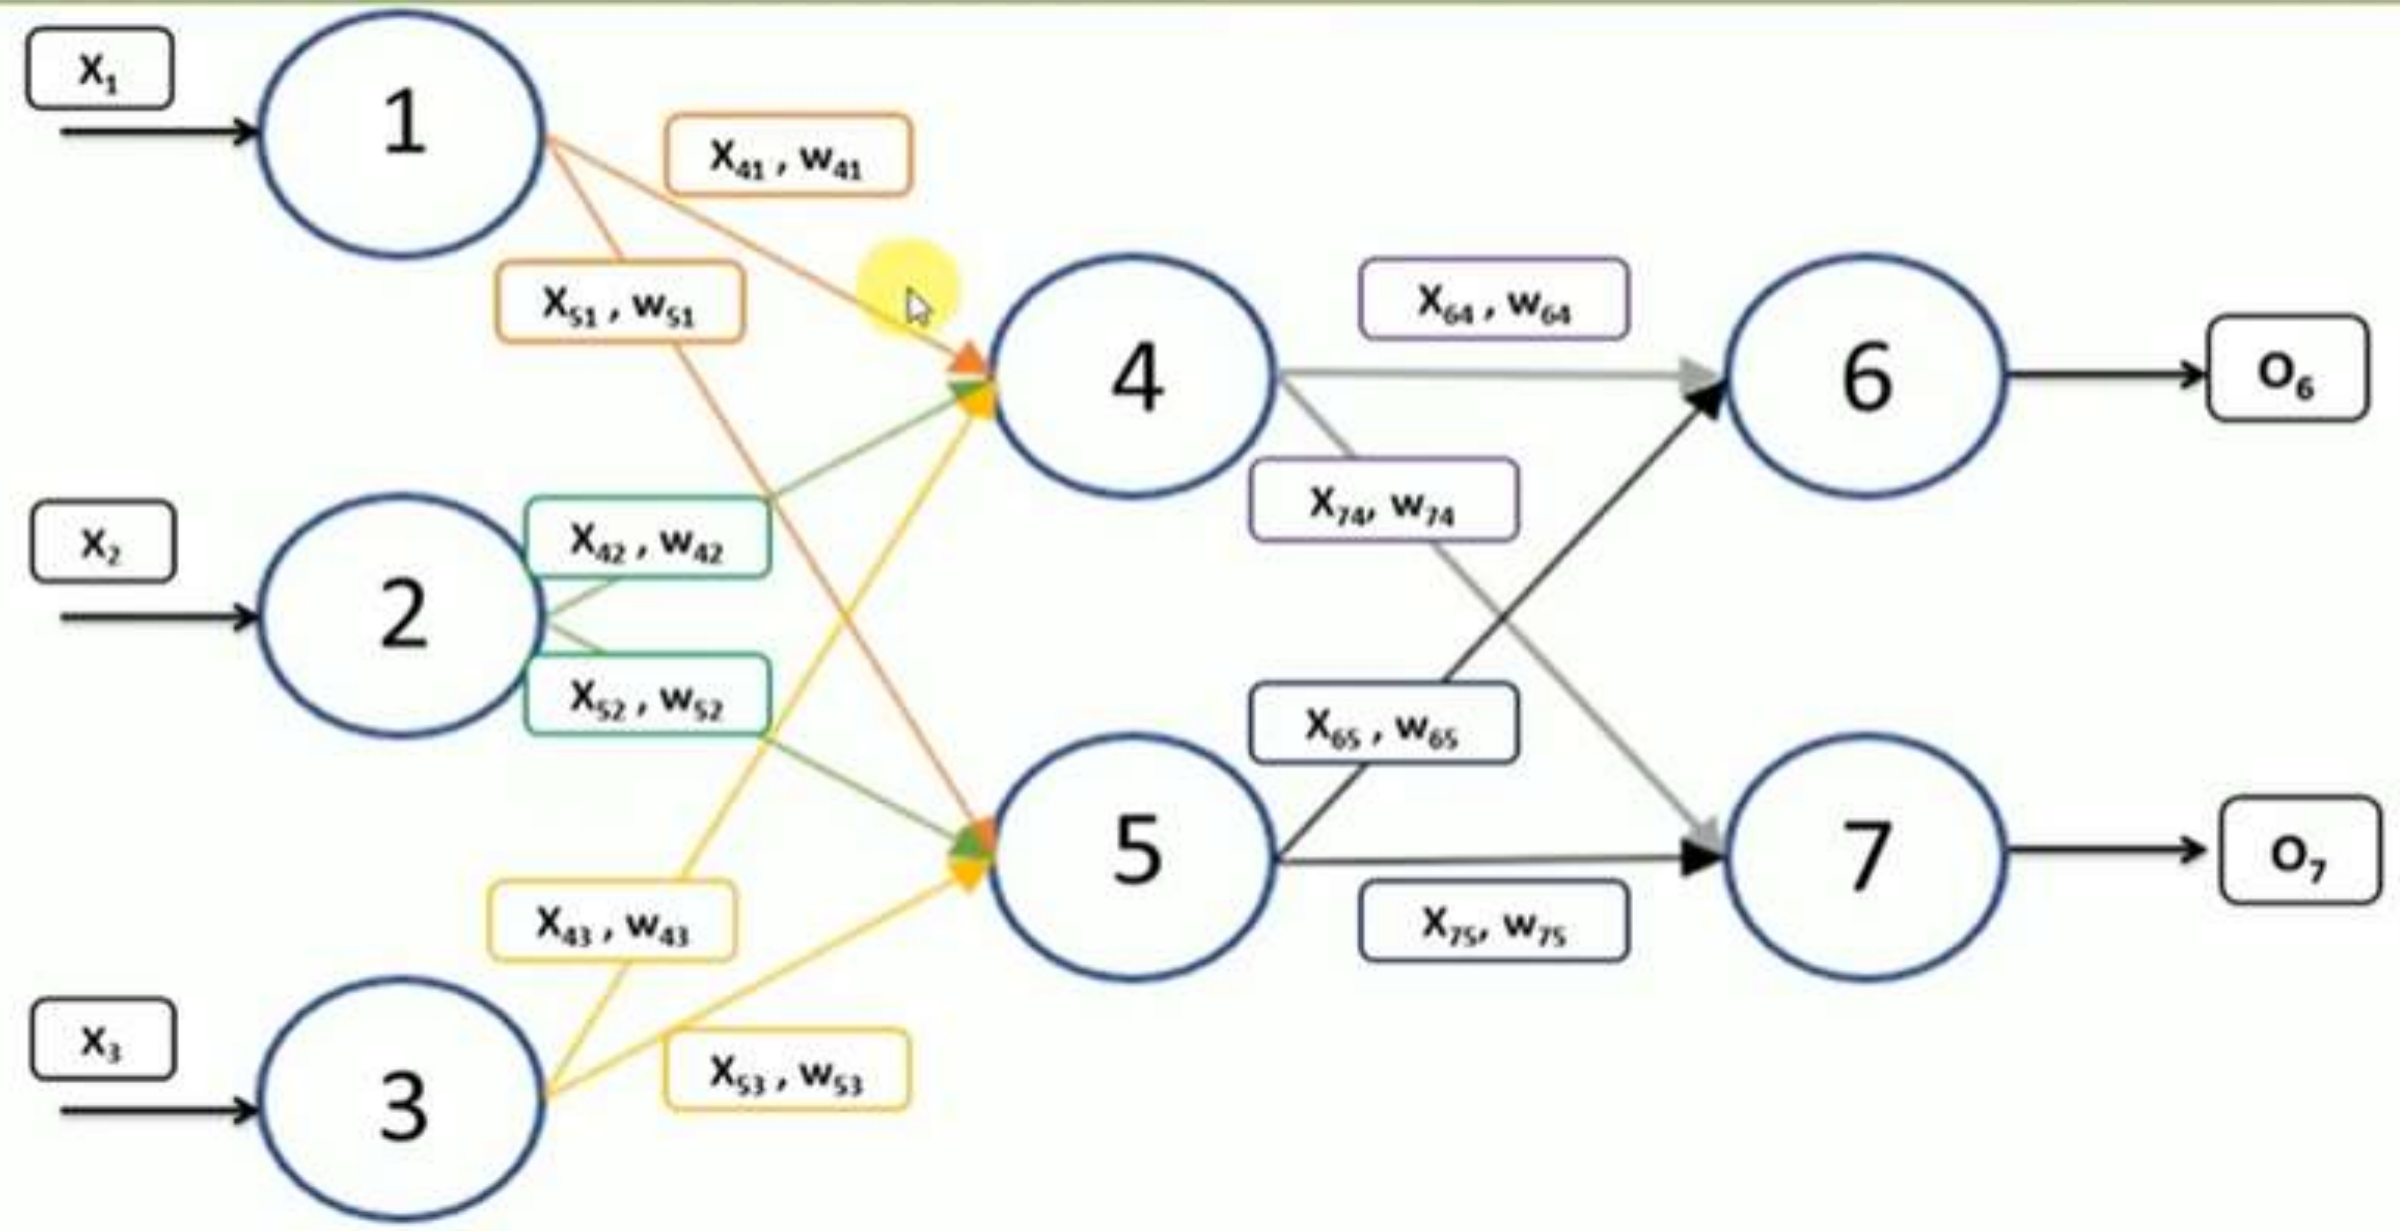 X₁
1
X₄₁ , w₄₁
X₅₁ , w₅₁
4
X₆₄ , w₆₄
6
O₆
X₂
2
X₄₂ , w₄₂
X₇₄, w₇₄
X₅₂ , w₅₂
X₆₅ , w₆₅
5
7
O₇
X₄₃ , w₄₃
X₇₅, w₇₅
X₃
3
X₅₃ , w₅₃